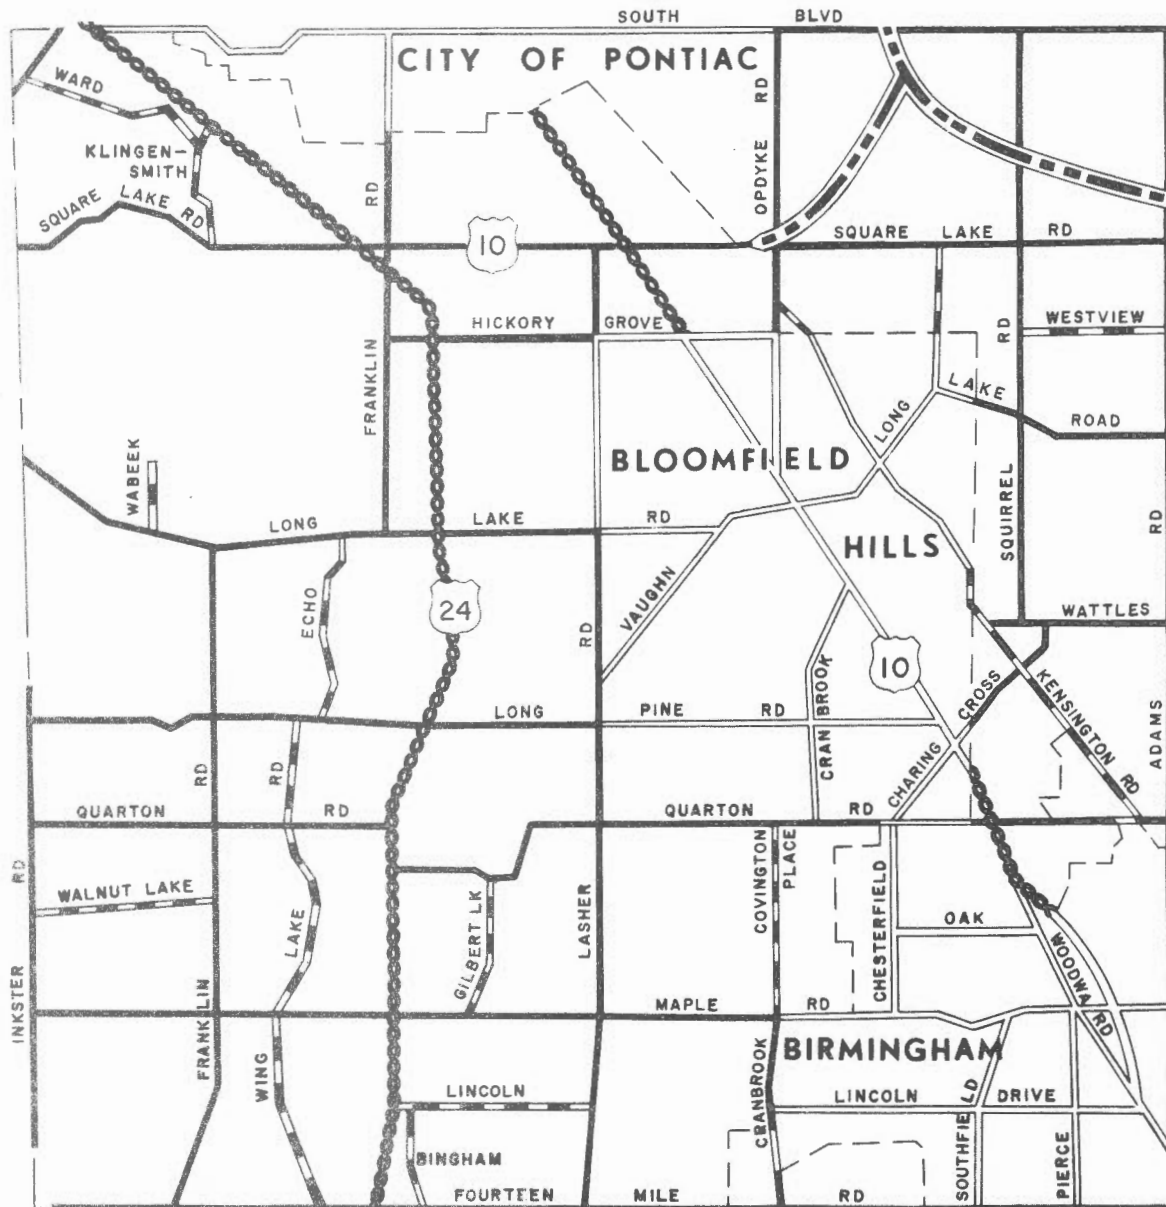 SOUTH BLVD
CITY OF PONTIAC
WARD
KLINGEN-
SMITH
SQUARE LAKE RD
RD
OPDYKE RD
10
SQUARE LAKE RD
HICKORY GROVE
WESTVIEW
RD
FRANKLIN
LONG LAKE ROAD
BLOOMFIELD
HILLS
WABEEK
LONG LAKE RD
SQUIRREL
RD
VAUGHN
ECHO
24
RD
WATTLES
10
CRANBROOK
CHARING CROSS
KENSINGTON RD
LONG PINE RD
ADAMS
RD
RD
QUARTON RD
QUARTON RD
COVINGTON PLACE
WALNUT LAKE
RD
LAKE
GILBERT LK
LASHER
CHESTERFIELD
OAK
WOODWARD
INKSTER
FRANKLIN
MAPLE RD
BIRMINGHAM
WING
CRANBROOK
LINCOLN
LINCOLN DRIVE
SOUTHFIELD
PIERCE
BINGHAM
FOURTEEN MILE RD